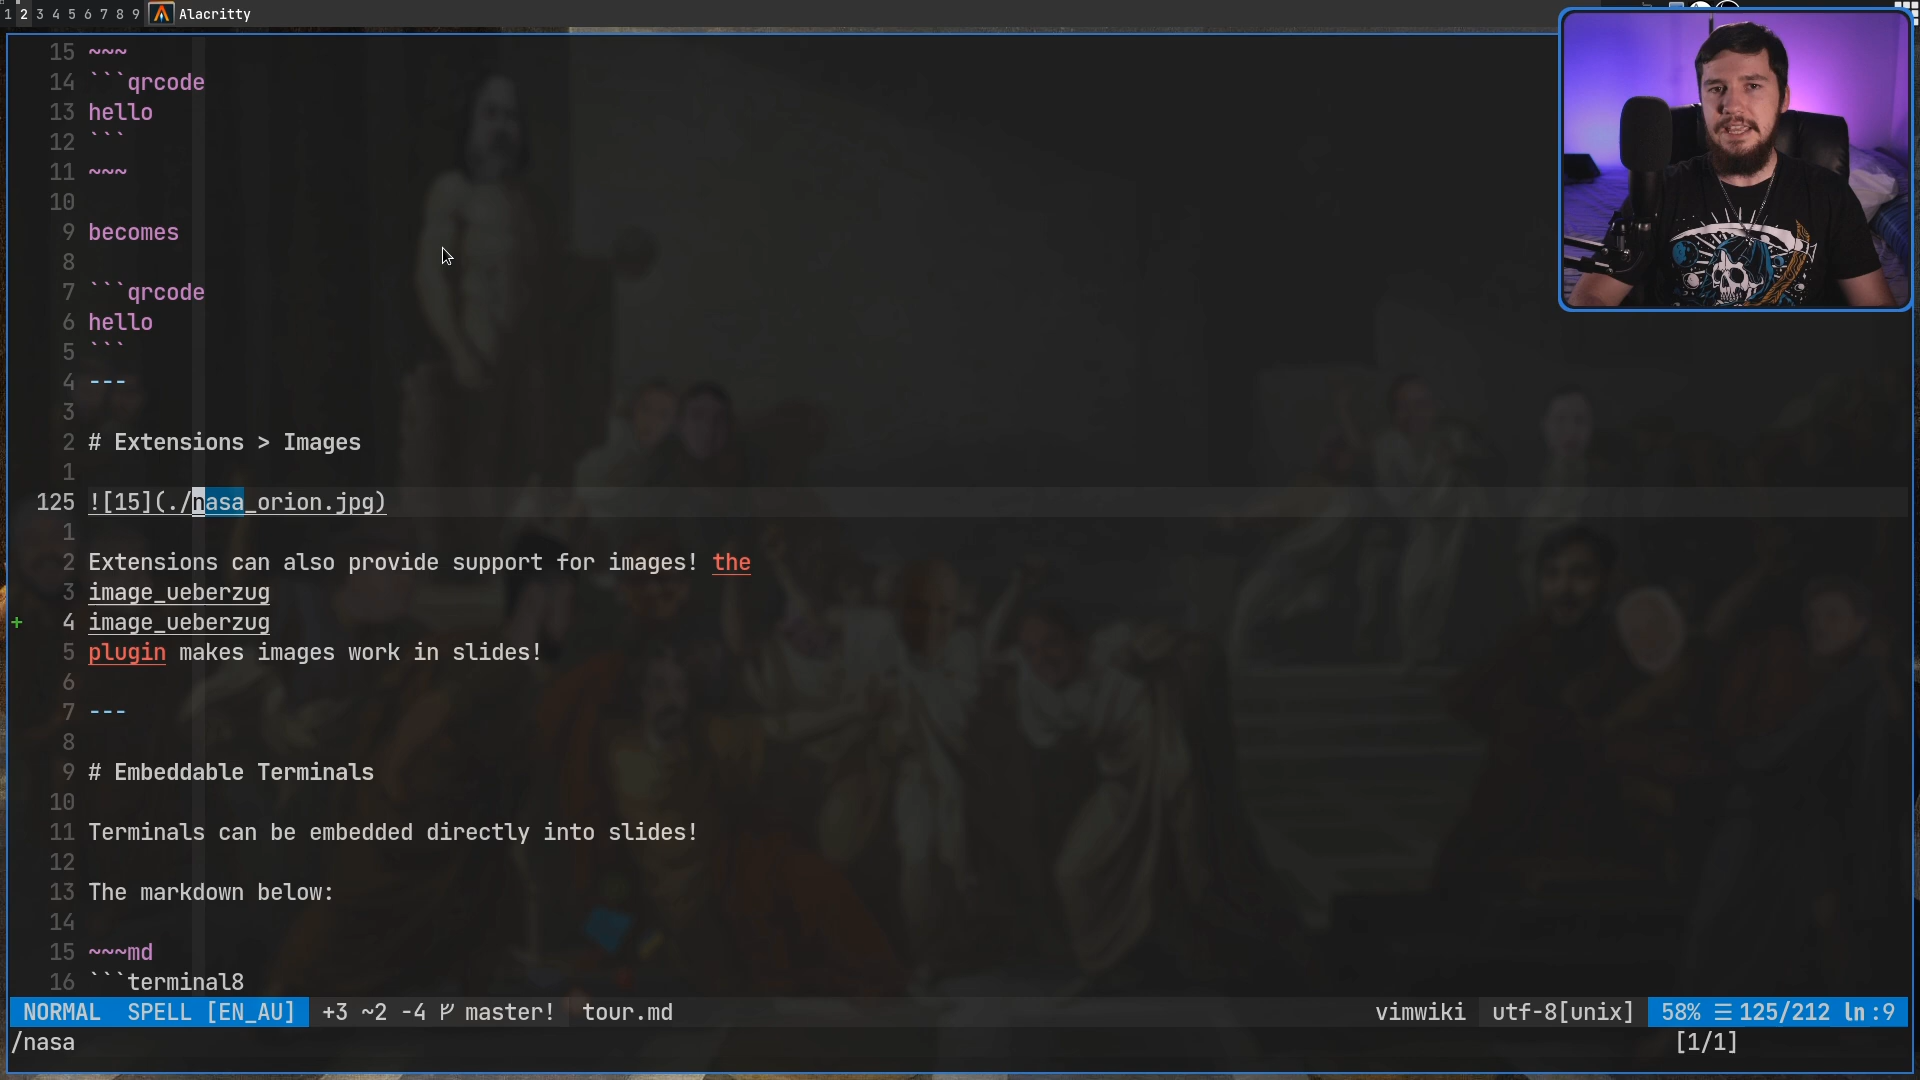 1 2 3 4 5 6 7 8 9 Alacritty
15 ~~~
14 ```qrcode
13 hello
12 ```
11 ~~~
10
9 becomes
8
7 ```qrcode
6 hello
5 ```
4 ---
3
2 # Extensions > Images
1
125 ![15](./nasa_orion.jpg)
1
2 Extensions can also provide support for images! the
3 image_ueberzug
+ 4 image_ueberzug
5 plugin makes images work in slides!
6
7 ---
8
9 # Embeddable Terminals
10
11 Terminals can be embedded directly into slides!
12
13 The markdown below:
14
15 ~~~md
16 ```terminal8
NORMAL SPELL [EN_AU] +3 ~2 -4 master! tour.md vimwiki utf-8[unix] 58% ☰ 125/212 ln :9
/nasa [1/1]